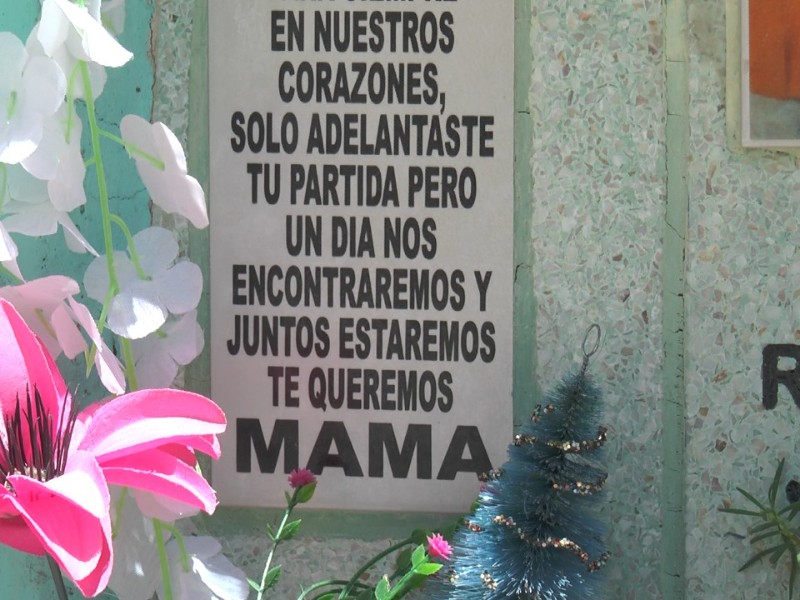 EN NUESTROS
CORAZONES,
SOLO ADELANTASTE
TU PARTIDA PERO
UN DIA NOS
ENCONTRAREMOS Y
JUNTOS ESTAREMOS
TE QUEREMOS
MAMA
R